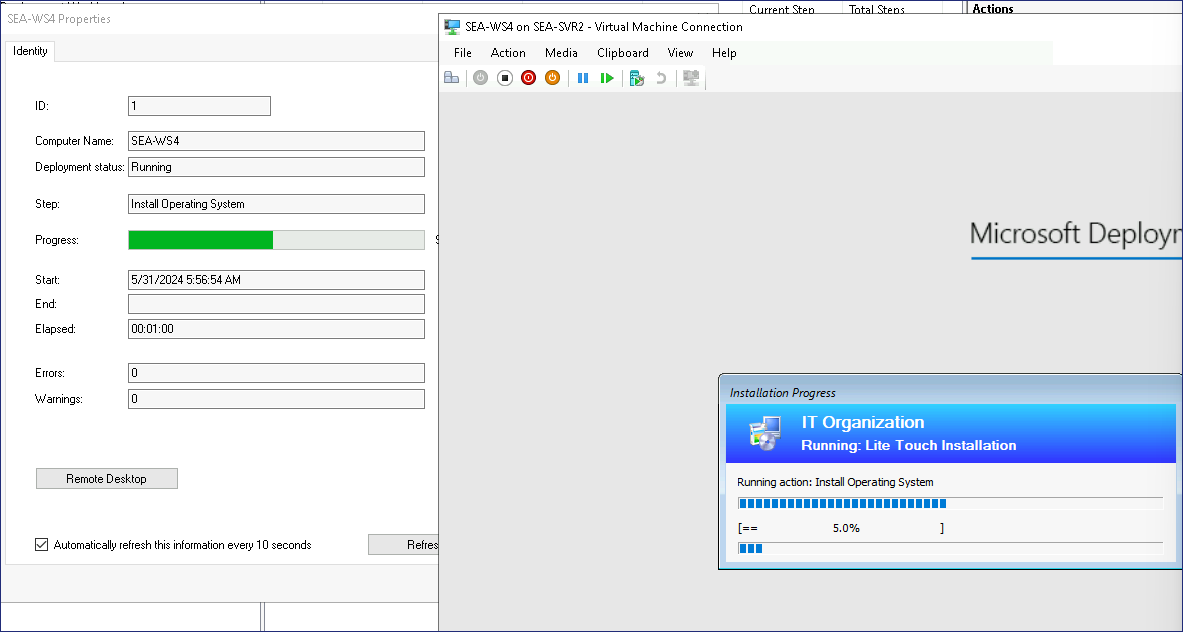 SEA-WS4 Properties
Current Step
Total Steps
Actions
Identity
ID:
1
Computer Name:
SEA-WS4
Deployment status:
Running
Step:
Install Operating System
Progress:
Start:
5/31/2024 5:56:54 AM
End:
Elapsed:
00:01:00
Errors:
0
Warnings:
0
Remote Desktop
Automatically refresh this information every 10 seconds
Refres
SEA-WS4 on SEA-SVR2 - Virtual Machine Connection
File Action Media Clipboard View Help
Microsoft Deployr
Installation Progress
IT Organization
Running: Lite Touch Installation
Running action: Install Operating System
[== 5.0% ]